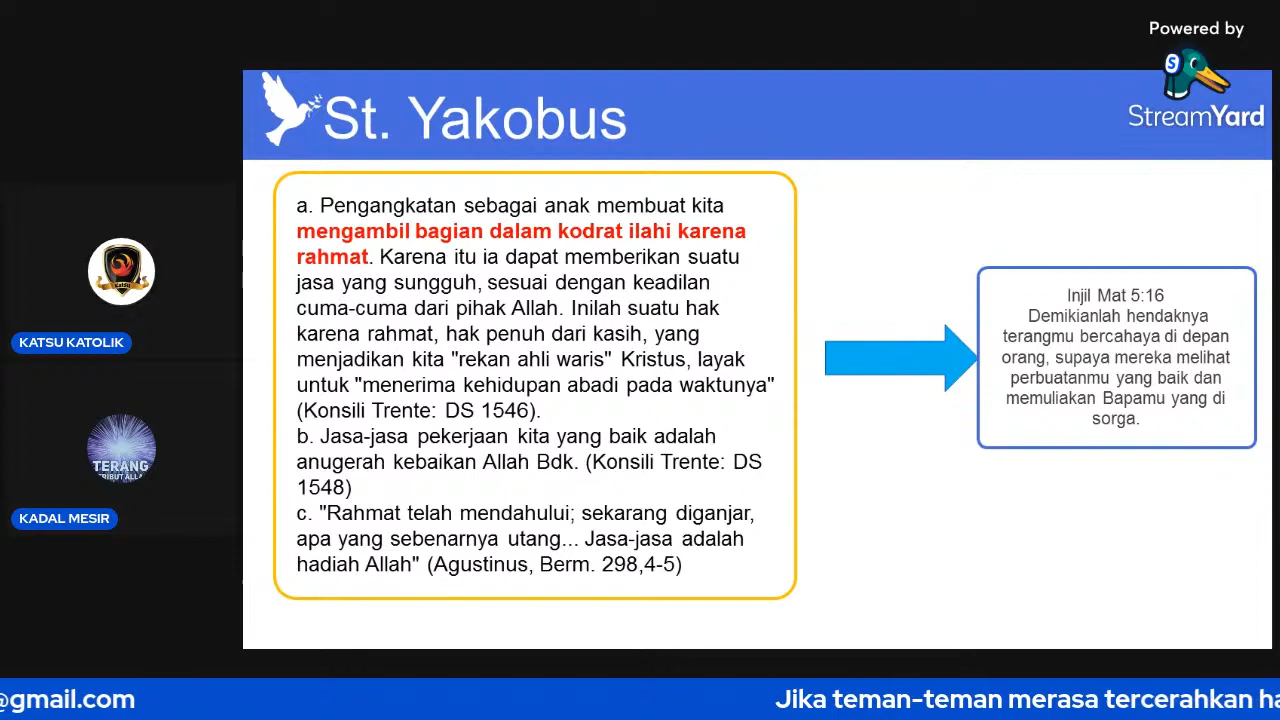 Powered by
StreamYard
St. Yakobus
a. Pengangkatan sebagai anak membuat kita
mengambil bagian dalam kodrat ilahi karena
rahmat. Karena itu ia dapat memberikan suatu
jasa yang sungguh, sesuai dengan keadilan
cuma-cuma dari pihak Allah. Inilah suatu hak
karena rahmat, hak penuh dari kasih, yang
menjadikan kita "rekan ahli waris" Kristus, layak
untuk "menerima kehidupan abadi pada waktunya"
(Konsili Trente: DS 1546).
b. Jasa-jasa pekerjaan kita yang baik adalah
anugerah kebaikan Allah Bdk. (Konsili Trente: DS
1548)
c. "Rahmat telah mendahului; sekarang diganjar,
apa yang sebenarnya utang... Jasa-jasa adalah
hadiah Allah" (Agustinus, Berm. 298,4-5)
Injil Mat 5:16
Demikianlah hendaknya
terangmu bercahaya di depan
orang, supaya mereka melihat
perbuatanmu yang baik dan
memuliakan Bapamu yang di
sorga.
KATSU KATOLIK
TERANG
KADAL MESIR
@gmail.com
Jika teman-teman merasa tercerahkan ha